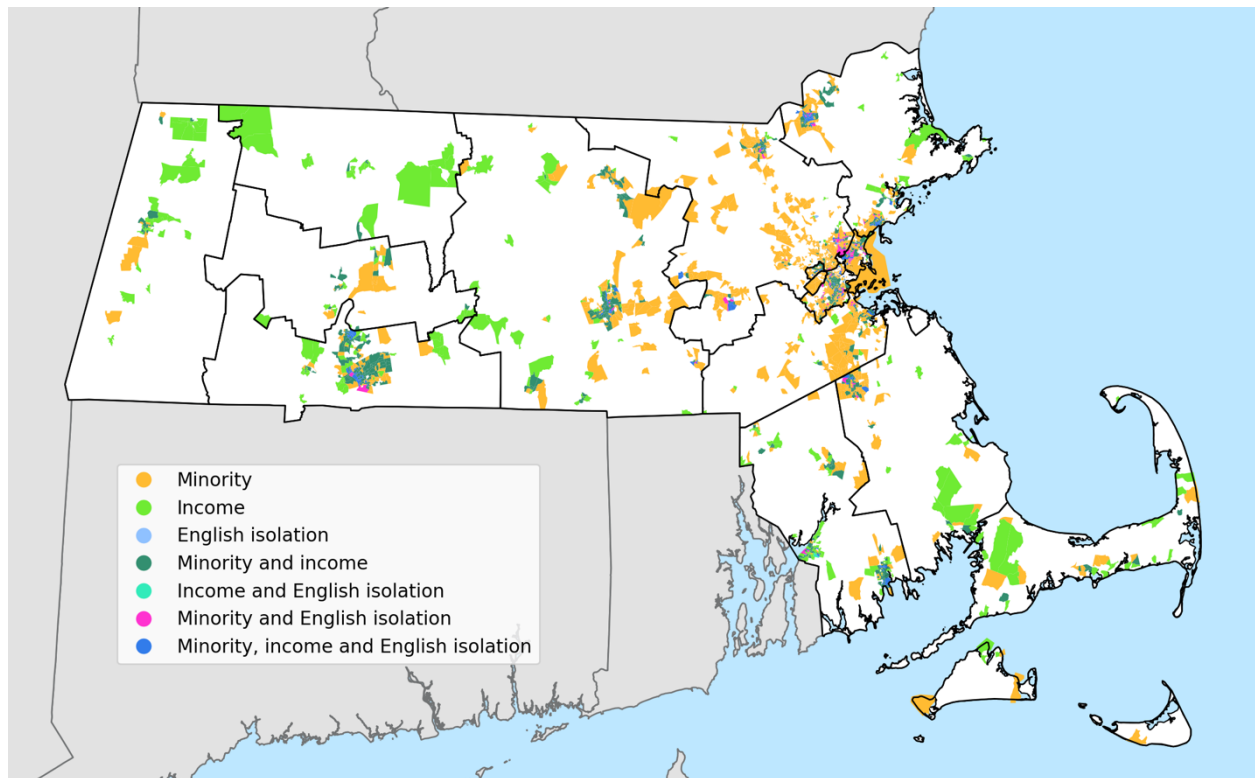 Minority
Income
English isolation
Minority and income
Income and English isolation
Minority and English isolation
Minority, income and English isolation